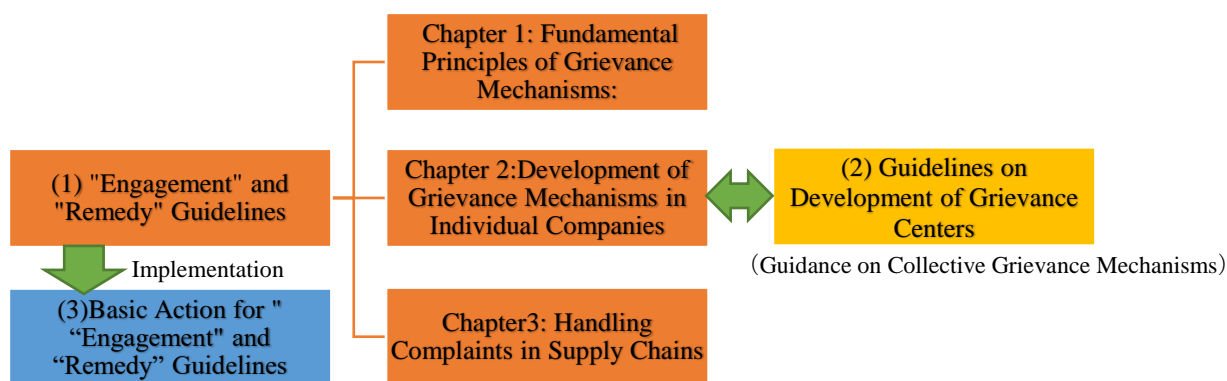 Chapter 1: Fundamental
Principles of Grievance
Mechanisms:
(1) "Engagement" and
"Remedy" Guidelines
Chapter 2:Development of
Grievance Mechanisms in
Individual Companies
(2) Guidelines on
Development of Grievance
Centers
（Guidance on Collective Grievance Mechanisms）
Implementation
(3)Basic Action for "
“Engagement" and
“Remedy” Guidelines
Chapter3: Handling
Complaints in Supply Chains